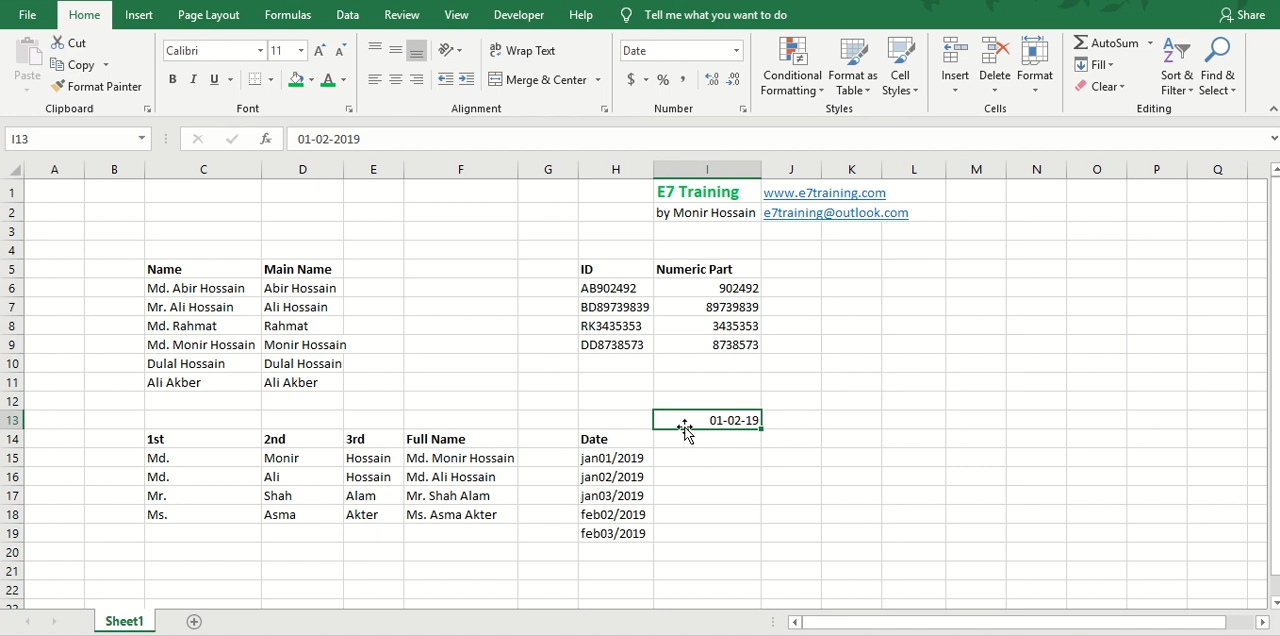 File Home Insert Page Layout Formulas Data Review View Developer Help Tell me what you want to do Share
Paste Cut Copy Format Painter Clipboard
Calibri 11 A A B I U A Font
ab Wrap Text Merge & Center Alignment
Date $ % , Number
Conditional Formatting Format as Table Cell Styles Styles
Insert Delete Format Cells
AutoSum Fill Clear Sort & Filter Find & Select Editing
I13 fx 01-02-2019
A B C D E F G H I J K L M N O P Q
1 E7 Training www.e7training.com
2 by Monir Hossain e7training@outlook.com
3
4
5 Name Main Name ID Numeric Part
6 Md. Abir Hossain Abir Hossain AB902492 902492
7 Mr. Ali Hossain Ali Hossain BD89739839 89739839
8 Md. Rahmat Rahmat RK3435353 3435353
9 Md. Monir Hossain Monir Hossain DD8738573 8738573
10 Dulal Hossain Dulal Hossain
11 Ali Akber Ali Akber
12
13 01-02-19
14 1st 2nd 3rd Full Name Date
15 Md. Monir Hossain Md. Monir Hossain jan01/2019
16 Md. Ali Hossain Md. Ali Hossain jan02/2019
17 Mr. Shah Alam Mr. Shah Alam jan03/2019
18 Ms. Asma Akter Ms. Asma Akter feb02/2019
19 feb03/2019
20
21
22
Sheet1